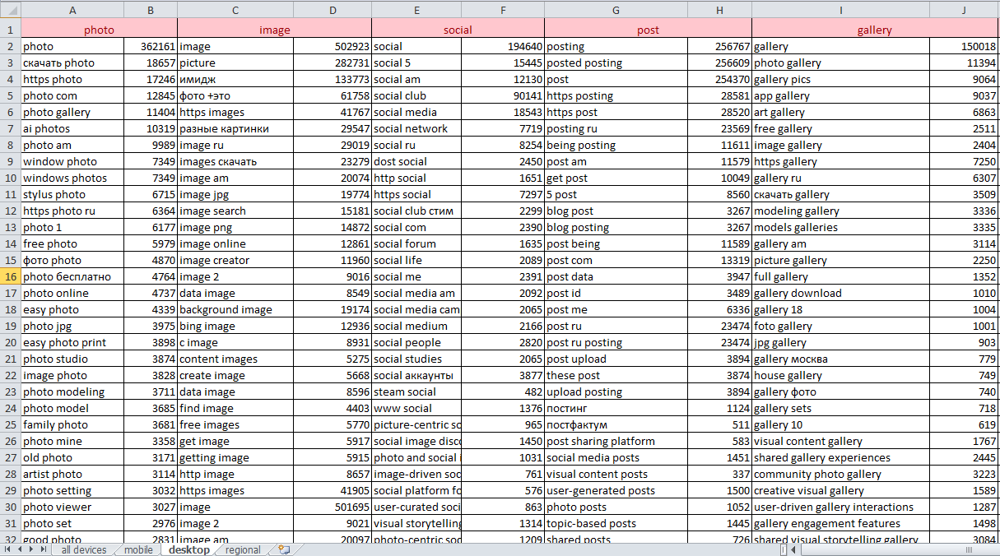 A B C D E F G H I J
1 photo image social post gallery
2 photo 362161 image 502923 social 194640 posting 256767 gallery 150018
3 скачать photo 18657 picture 282731 social 5 15445 posted posting 256609 photo gallery 11394
4 https photo 17246 имидж 133773 social am 12130 post 254370 gallery pics 9064
5 photo com 12845 фото +это 61758 social club 90141 https posting 28581 app gallery 9037
6 photo gallery 11404 https images 41767 social media 18543 https post 28520 art gallery 6863
7 ai photos 10319 разные картинки 29547 social network 7719 posting ru 23569 free gallery 2511
8 photo am 9989 image ru 29019 social ru 8254 being posting 11611 image gallery 2404
9 window photo 7349 images скачать 23279 dost social 2450 post am 11579 https gallery 7250
10 windows photos 7349 image am 20074 http social 1651 get post 10049 gallery ru 6307
11 stylus photo 6715 image jpg 19774 https social 7297 5 post 8560 скачать gallery 3509
12 https photo ru 6364 image search 15181 social club стим 2299 blog post 3267 modeling gallery 3336
13 photo 1 6177 image png 14872 social com 2390 blog posting 3267 models galleries 3335
14 free photo 5979 image online 12861 social forum 1635 post being 11589 gallery am 3114
15 фото photo 4870 image creator 11960 social life 2089 post com 13319 picture gallery 2250
16 photo бесплатно 4764 image 2 9016 social me 2391 post data 3947 full gallery 1352
17 photo online 4737 data image 8549 social media am 2092 post id 3489 gallery download 1010
18 easy photo 4339 background image 19174 social media cam 2065 post me 6336 gallery 18 1004
19 photo jpg 3975 bing image 12936 social medium 2166 post ru 23474 foto gallery 1001
20 easy photo print 3898 c image 8931 social people 2820 post ru posting 23474 jpg gallery 903
21 photo studio 3874 content images 5275 social studies 2065 post upload 3894 gallery москва 779
22 image photo 3828 create image 5668 social аккаунты 3877 these post 3874 house gallery 749
23 photo modeling 3711 data image 8596 steam social 482 upload posting 3894 gallery фото 740
24 photo model 3685 find image 4403 www social 1376 постинг 1124 gallery sets 718
25 family photo 3681 free images 5770 picture-centric so 965 постфактум 511 gallery 10 619
26 photo mine 3358 get image 5917 social image disc 1450 post sharing platform 583 visual content gallery 1767
27 old photo 3171 getting image 5915 photo and social i 1031 social media posts 1451 shared gallery experiences 2445
28 artist photo 3114 http image 8657 image-driven soc 761 visual content posts 337 community photo gallery 3223
29 photo setting 3032 https images 41905 social platform fo 576 user-generated posts 1500 creative visual gallery 1589
30 photo viewer 3027 image 501695 user-curated soci 863 photo posts 1052 user-driven gallery interactions 1287
31 photo set 2976 image 2 9021 visual storytelling 1314 topic-based posts 1445 gallery engagement features 1498
32 good photo 2831 image am 20097 photo-centric soc 1209 shared posts 726 shared visual storytelling gallery 3084
all devices mobile desktop regional